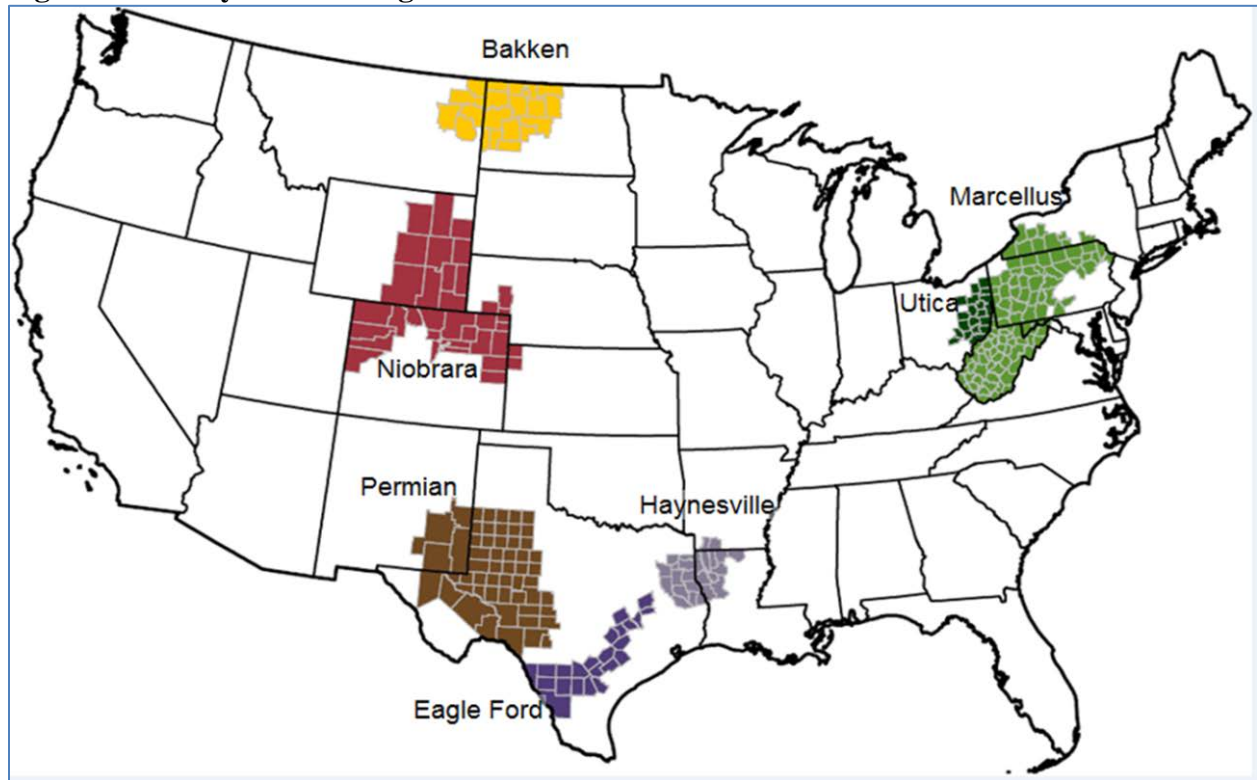 Bakken
Marcellus
Utica
Niobrara
Permian
Haynesville
Eagle Ford